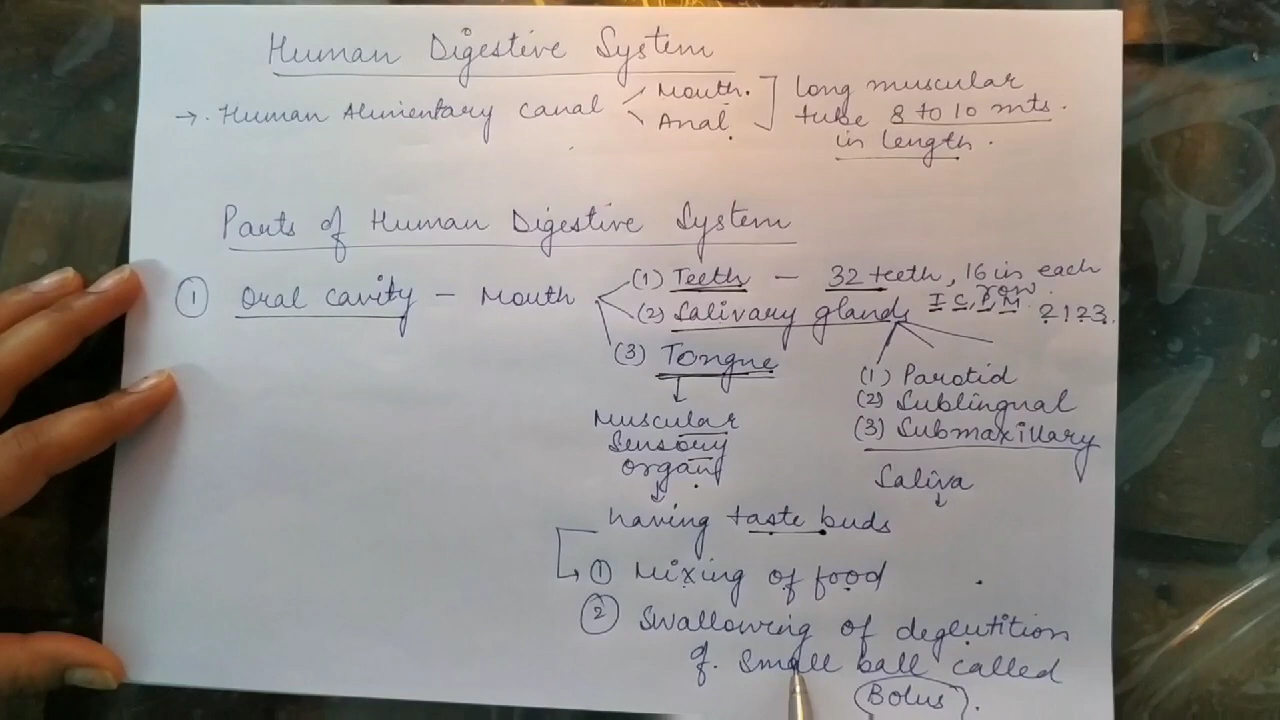 Human Digestive System
→ . Human Alimentary canal < Mouth. ] long muscular
Anal. tube 8 to 10 mts.
in length.
Parts of Human Digestive System
① Oral cavity - Mouth
(1) Teeth - 32 teeth, 16 in each row.
(2) Salivary glands I C, P M. 2 1 2 3.
(3) Tongue
↓
Muscular
Sensory
organ
↓
having taste buds
(1) Parotid
(2) Sublingual
(3) Submaxillary
Saliva
↓
→ ① Mixing of food
② Swallowing of deglutition
of small ball called
Bolus.